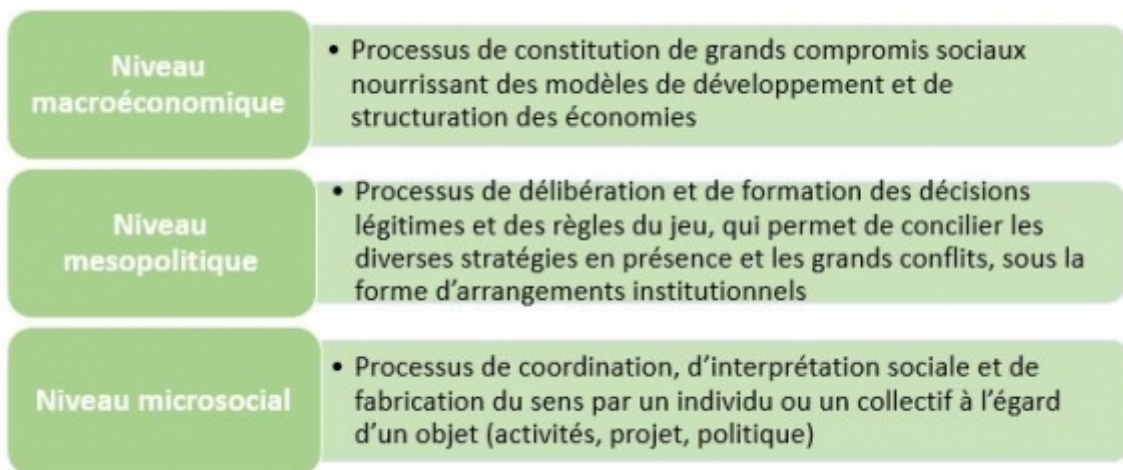 Niveau
macroéconomique
• Processus de constitution de grands compromis sociaux
nourrissant des modèles de développement et de
structuration des économies
Niveau
mesopolitique
• Processus de délibération et de formation des décisions
légitimes et des règles du jeu, qui permet de concilier les
diverses stratégies en présence et les grands conflits, sous la
forme d'arrangements institutionnels
Niveau microsocial
• Processus de coordination, d'interprétation sociale et de
fabrication du sens par un individu ou un collectif à l'égard
d'un objet (activités, projet, politique)